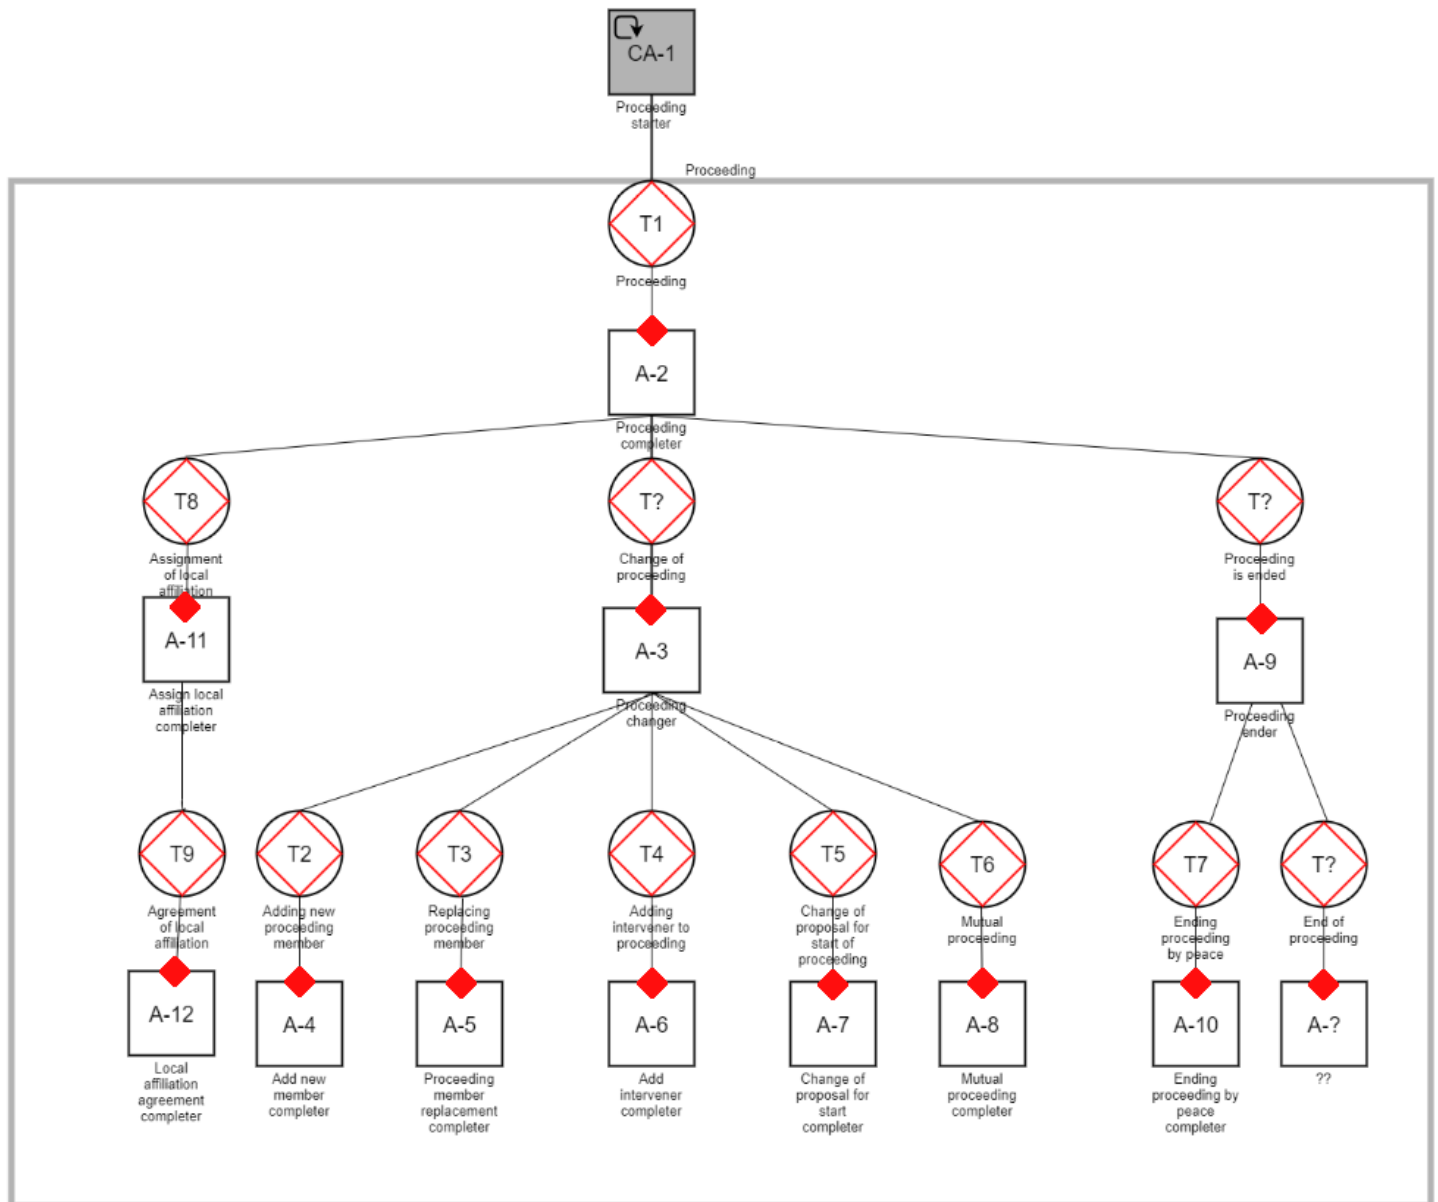 CA-1
Proceeding
starter
Proceeding
T1
Proceeding
A-2
Proceeding
completer
T8
Assignment
of local
affiliation
T?
Change of
proceeding
T?
Proceeding
is ended
A-11
Assign local
affiliation
completer
A-3
Proceeding
changer
A-9
Proceeding
ender
T9
Agreement
of local
affiliation
T2
Adding new
proceeding
member
T3
Replacing
proceeding
member
T4
Adding
intervener to
proceeding
T5
Change of
proposal for
start of
proceeding
T6
Mutual
proceeding
T7
Ending
proceeding
by peace
T?
End of
proceeding
A-12
Local
affiliation
agreement
completer
A-4
Add new
member
completer
A-5
Proceeding
member
replacement
completer
A-6
Add
intervener
completer
A-7
Change of
proposal for
start
completer
A-8
Mutual
proceeding
completer
A-10
Ending
proceeding by
peace
completer
A-?
??